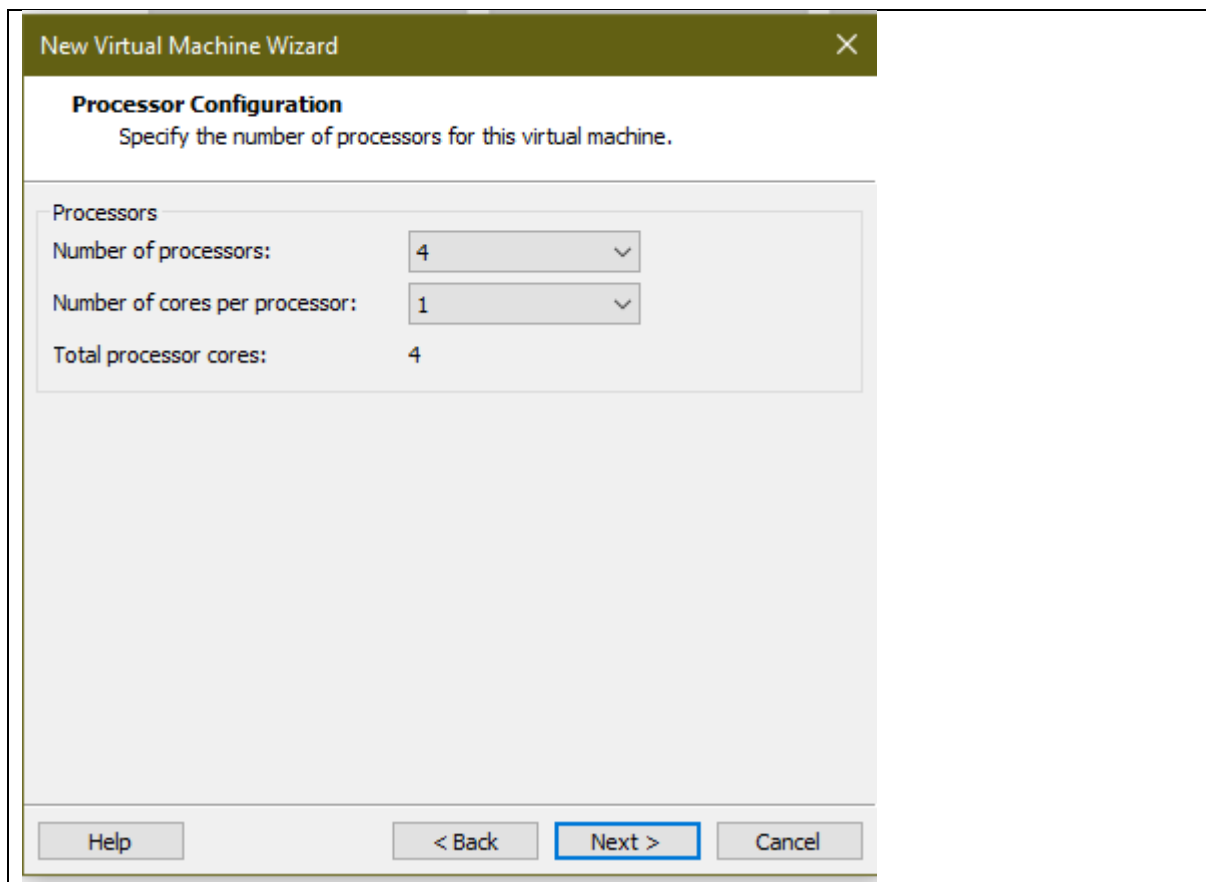 New Virtual Machine Wizard
Processor Configuration
Specify the number of processors for this virtual machine.
Processors
Number of processors: 4
Number of cores per processor: 1
Total processor cores: 4
Help < Back Next > Cancel